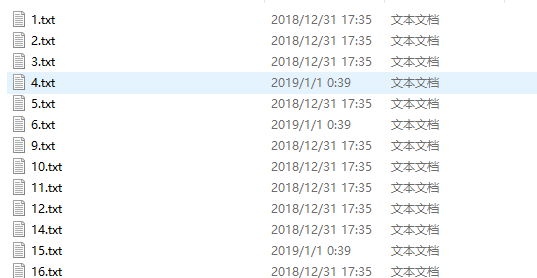 1.txt 2018/12/31 17:35 文本文档
2.txt 2018/12/31 17:35 文本文档
3.txt 2018/12/31 17:35 文本文档
4.txt 2019/1/1 0:39 文本文档
5.txt 2018/12/31 17:35 文本文档
6.txt 2019/1/1 0:39 文本文档
9.txt 2018/12/31 17:35 文本文档
10.txt 2018/12/31 17:35 文本文档
11.txt 2018/12/31 17:35 文本文档
12.txt 2018/12/31 17:35 文本文档
14.txt 2018/12/31 17:35 文本文档
15.txt 2019/1/1 0:39 文本文档
16.txt 2018/12/31 17:35 文本文档